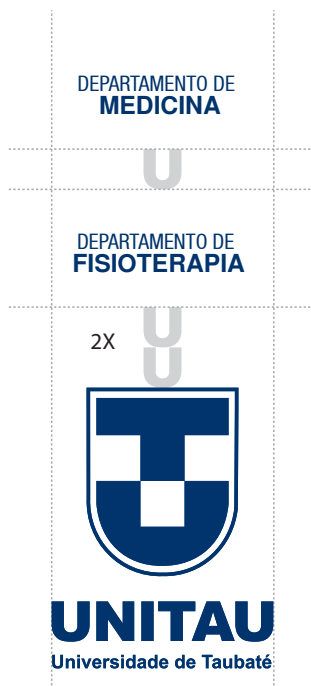 DEPARTAMENTO DE
MEDICINA
U
DEPARTAMENTO DE
FISIOTERAPIA
2X
U
U
UNITAU
Universidade de Taubaté